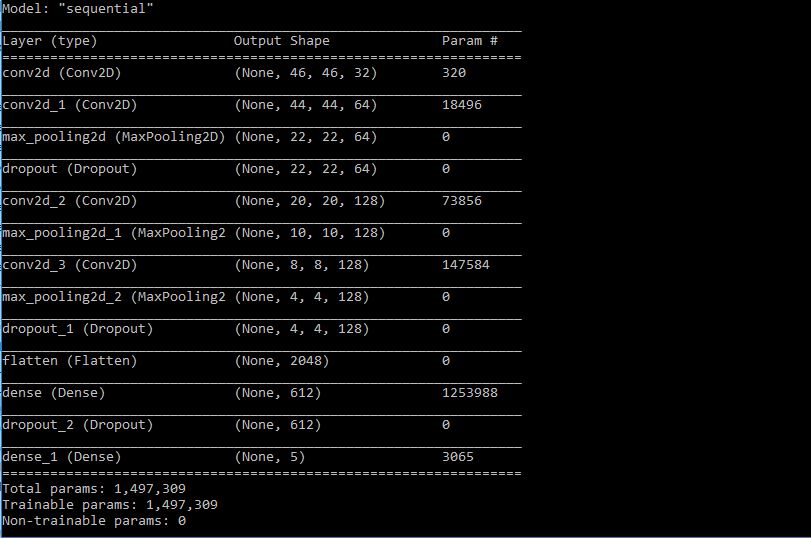 Model: "sequential"
Layer (type) Output Shape Param #
conv2d (Conv2D) (None, 46, 46, 32) 320
conv2d_1 (Conv2D) (None, 44, 44, 64) 18496
max_pooling2d (MaxPooling2D) (None, 22, 22, 64) 0
dropout (Dropout) (None, 22, 22, 64) 0
conv2d_2 (Conv2D) (None, 20, 20, 128) 73856
max_pooling2d_1 (MaxPooling2 (None, 10, 10, 128) 0
conv2d_3 (Conv2D) (None, 8, 8, 128) 147584
max_pooling2d_2 (MaxPooling2 (None, 4, 4, 128) 0
dropout_1 (Dropout) (None, 4, 4, 128) 0
flatten (Flatten) (None, 2048) 0
dense (Dense) (None, 612) 1253988
dropout_2 (Dropout) (None, 612) 0
dense_1 (Dense) (None, 5) 3065
Total params: 1,497,309
Trainable params: 1,497,309
Non-trainable params: 0